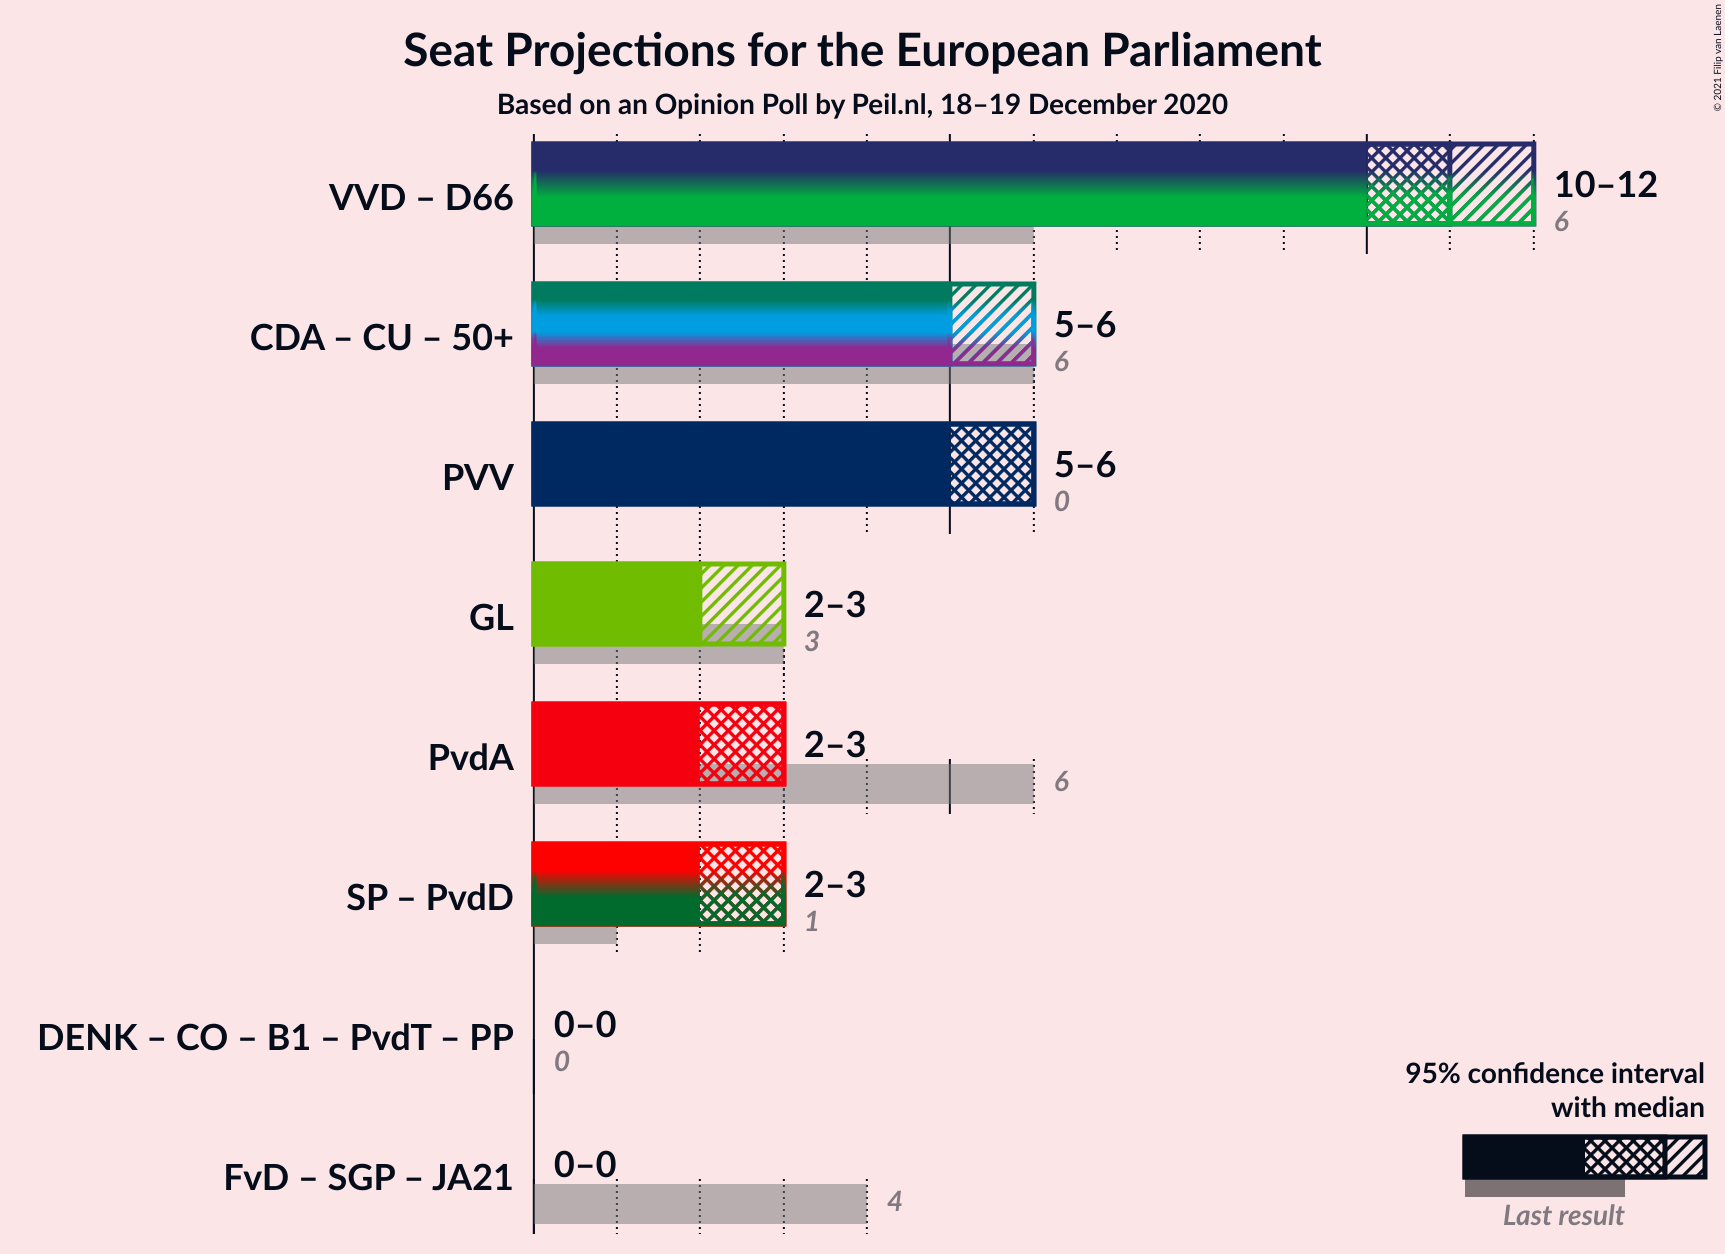 Seat Projections for the European Parliament
Based on an Opinion Poll by Peil.nl, 18–19 December 2020
© 2021 Filip van Laenen
VVD – D66
10–12
6
CDA – CU – 50+
5–6
6
PVV
5–6
0
GL
2–3
3
PvdA
2–3
6
SP – PvdD
2–3
1
DENK – CO – B1 – PvdT – PP
0–0
0
FvD – SGP – JA21
0–0
4
95% confidence interval
with median
Last result